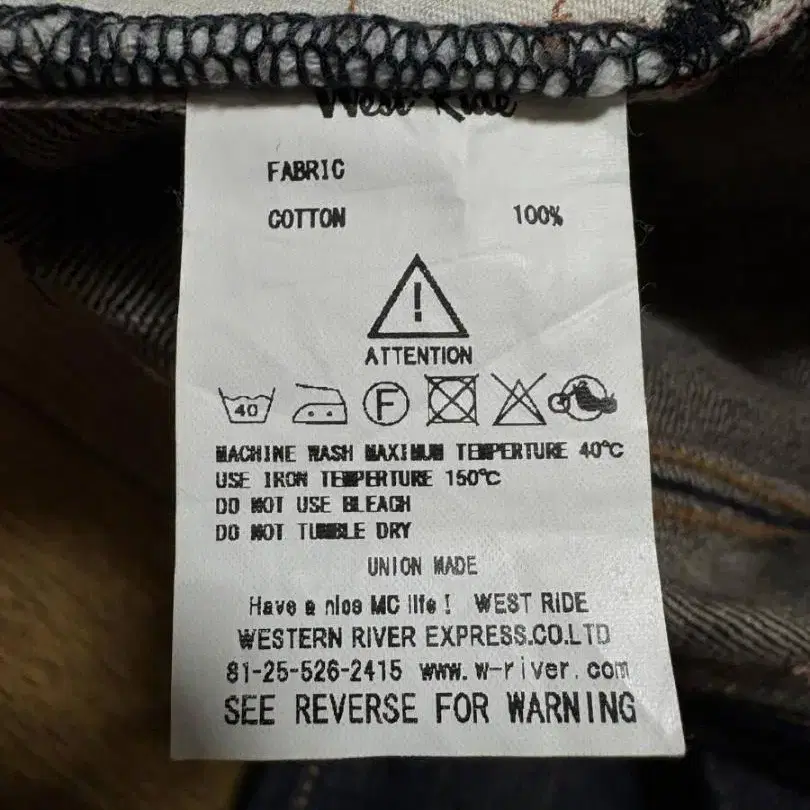 West Ride
FABRIC
COTTON 100%
!
ATTENTION
40 F
MACHINE WASH MAXIMUM TEMPERTURE 40℃
USE IRON TEMPERTURE 150℃
DO NOT USE BLEACH
DO NOT TUMBLE DRY
UNION MADE
Have a nice MC life! WEST RIDE
WESTERN RIVER EXPRESS.CO.LTD
81-25-526-2415 www.w-river.com
SEE REVERSE FOR WARNING